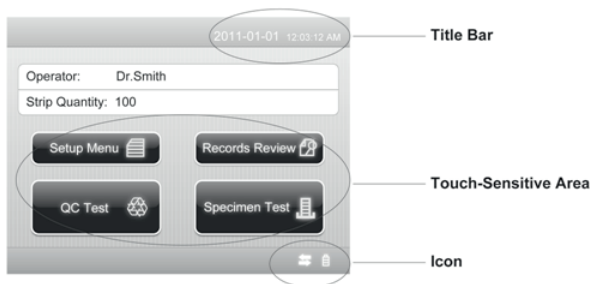 2011-01-01 12:03:12 AM
Title Bar
Operator: Dr.Smith
Strip Quantity: 100
Setup Menu
Records Review
QC Test
Specimen Test
Touch-Sensitive Area
Icon